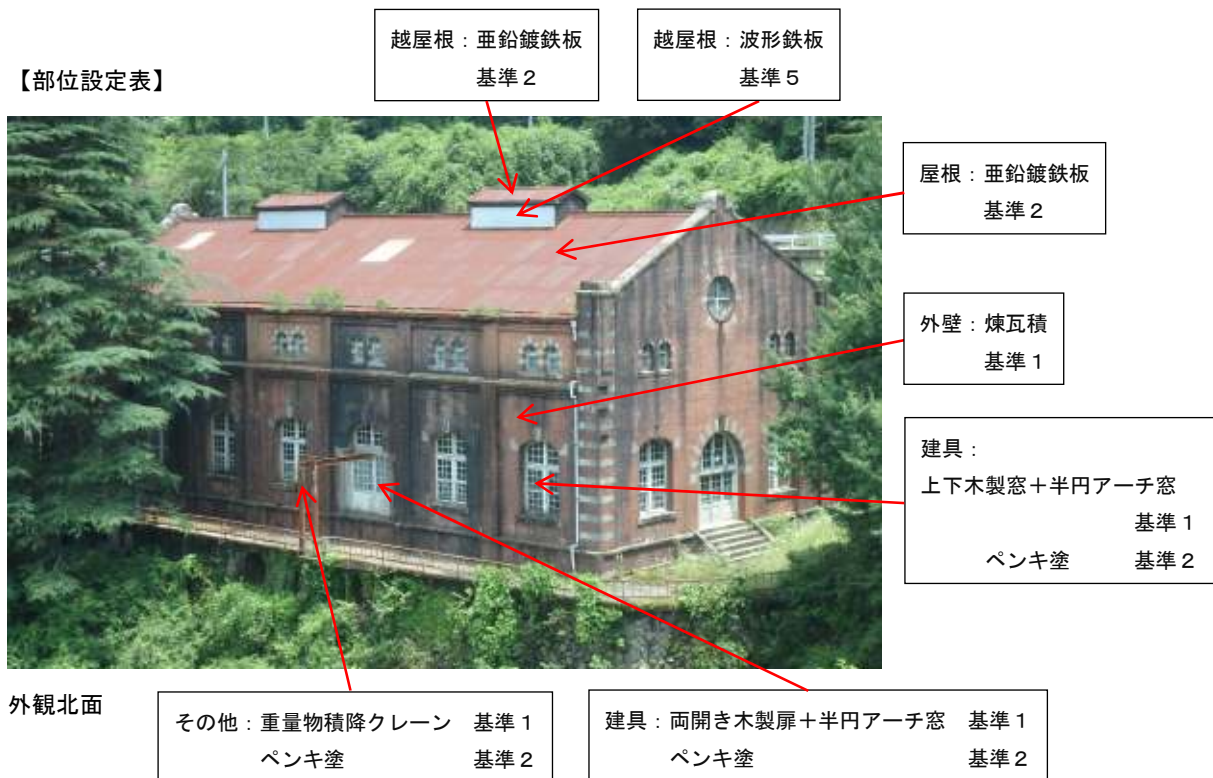 【部位設定表】
越屋根：亜鉛鍍鉄板
基準２
越屋根：波形鉄板
基準５
屋根：亜鉛鍍鉄板
基準２
外壁：煉瓦積
基準１
建具：
上下木製窓＋半円アーチ窓
基準１
ペンキ塗　基準２
外観北面
その他：重量物積降クレーン　基準１
ペンキ塗　基準２
建具：両開き木製扉＋半円アーチ窓　基準１
ペンキ塗　基準２